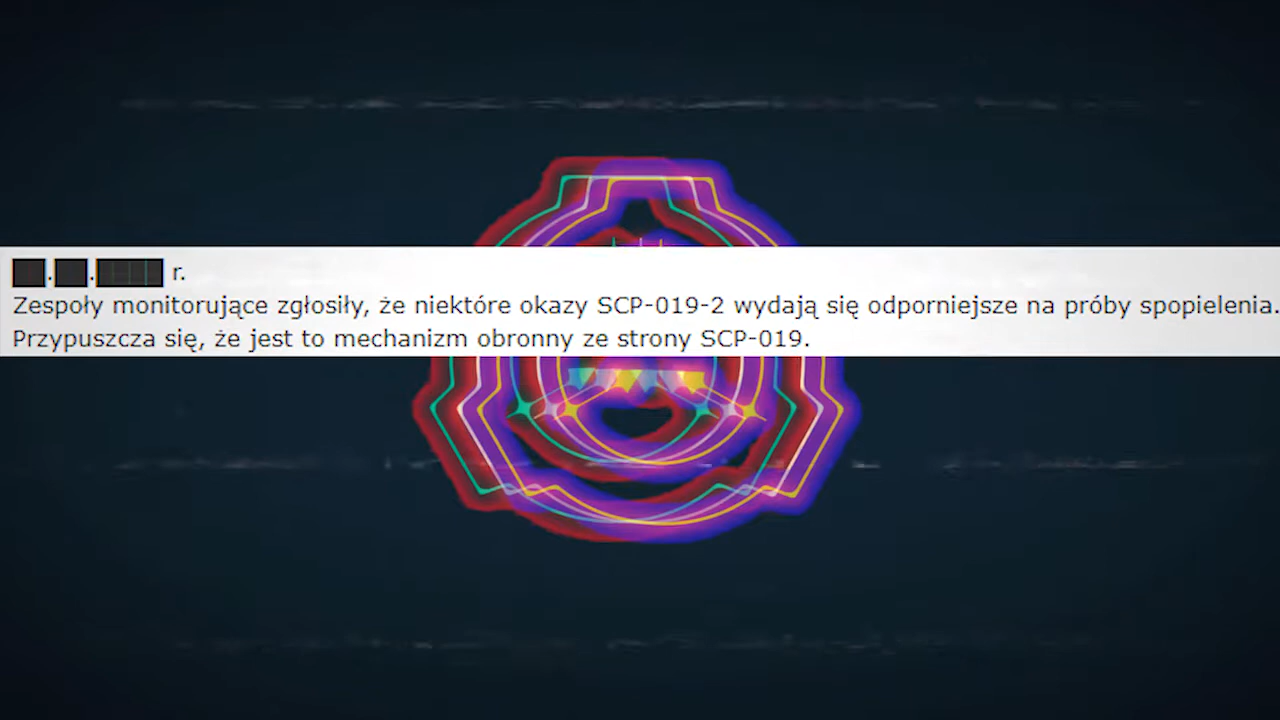 ██.██.████ r.
Zespoły monitorujące zgłosiły, że niektóre okazy SCP-019-2 wydają się odporniejsze na próby spopielenia.
Przypuszcza się, że jest to mechanizm obronny ze strony SCP-019.